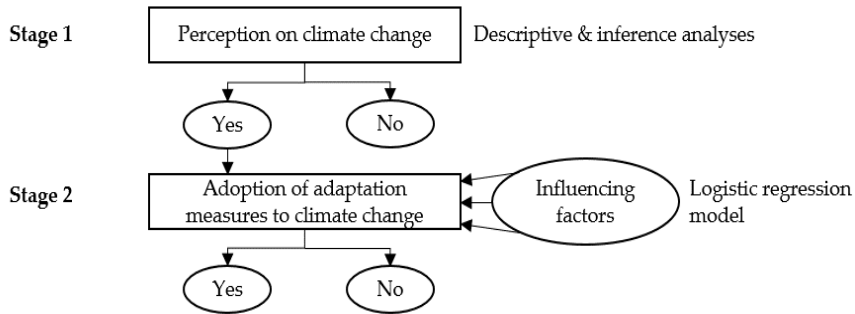 Stage 1
Perception on climate change
Descriptive & inference analyses
Yes
No
Stage 2
Adoption of adaptation
measures to climate change
Influencing
factors
Logistic regression
model
Yes
No